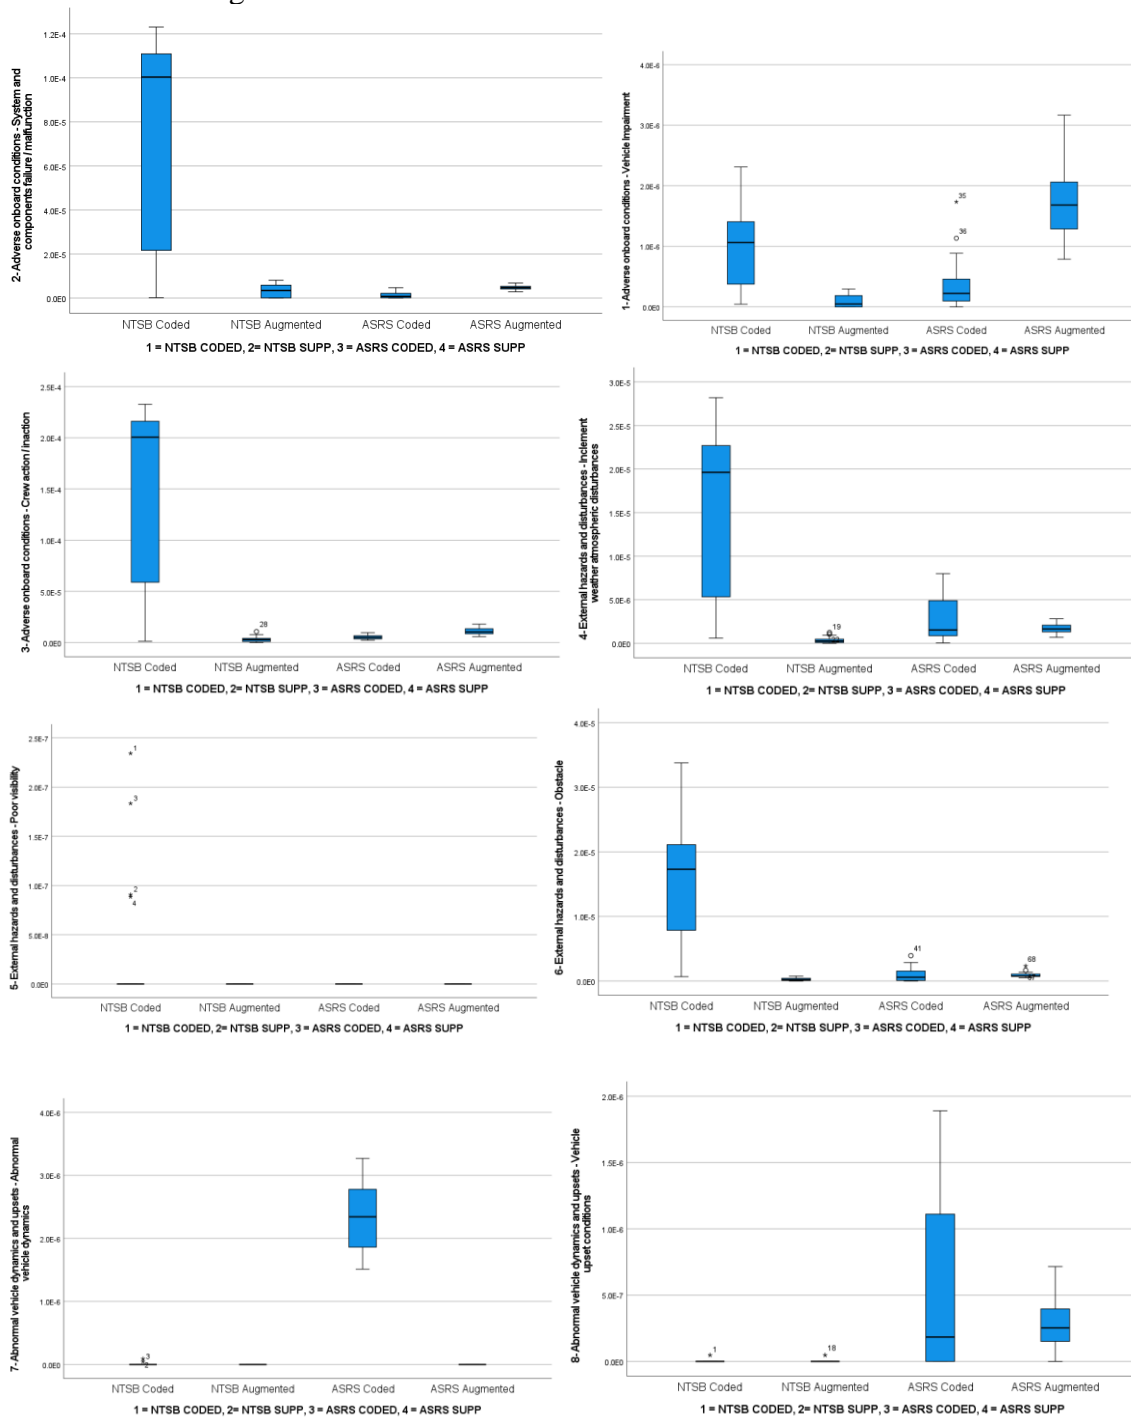 2- Adverse onboard conditions - System and
components failure / malfunction
1.2E-4
1.0E-4
8.0E-5
6.0E-5
4.0E-5
2.0E-5
0.0E0
NTSB Coded NTSB Augmented ASRS Coded ASRS Augmented
1 = NTSB CODED, 2= NTSB SUPP, 3 = ASRS CODED, 4 = ASRS SUPP
1- Adverse onboard conditions - Vehicle Impairment
4.0E-6
3.0E-6
2.0E-6
1.0E-6
0.0E0
35
36
NTSB Coded NTSB Augmented ASRS Coded ASRS Augmented
1 = NTSB CODED, 2= NTSB SUPP, 3 = ASRS CODED, 4 = ASRS SUPP
3- Adverse onboard conditions - Crew action / inaction
2.5E-4
2.0E-4
1.5E-4
1.0E-4
5.0E-5
0.0E0
28
NTSB Coded NTSB Augmented ASRS Coded ASRS Augmented
1 = NTSB CODED, 2= NTSB SUPP, 3 = ASRS CODED, 4 = ASRS SUPP
4- External hazards and disturbances - Inclement
weather atmospheric disturbances
3.0E-5
2.5E-5
2.0E-5
1.5E-5
1.0E-5
5.0E-6
0.0E0
19
NTSB Coded NTSB Augmented ASRS Coded ASRS Augmented
1 = NTSB CODED, 2= NTSB SUPP, 3 = ASRS CODED, 4 = ASRS SUPP
5- External hazards and disturbances - Poor visibility
2.5E-7
2.0E-7
1.5E-7
1.0E-7
5.0E-8
0.0E0
1
3
2
4
NTSB Coded NTSB Augmented ASRS Coded ASRS Augmented
1 = NTSB CODED, 2= NTSB SUPP, 3 = ASRS CODED, 4 = ASRS SUPP
6- External hazards and disturbances - Obstacle
4.0E-5
3.0E-5
2.0E-5
1.0E-5
0.0E0
41
68
NTSB Coded NTSB Augmented ASRS Coded ASRS Augmented
1 = NTSB CODED, 2= NTSB SUPP, 3 = ASRS CODED, 4 = ASRS SUPP
7- Abnormal vehicle dynamics and upsets - Abnormal
vehicle dynamics
4.0E-6
3.0E-6
2.0E-6
1.0E-6
0.0E0
3
2
NTSB Coded NTSB Augmented ASRS Coded ASRS Augmented
1 = NTSB CODED, 2= NTSB SUPP, 3 = ASRS CODED, 4 = ASRS SUPP
8- Abnormal vehicle dynamics and upsets - Vehicle
upset conditions
2.0E-6
1.5E-6
1.0E-6
5.0E-7
0.0E0
1
18
NTSB Coded NTSB Augmented ASRS Coded ASRS Augmented
1 = NTSB CODED, 2= NTSB SUPP, 3 = ASRS CODED, 4 = ASRS SUPP